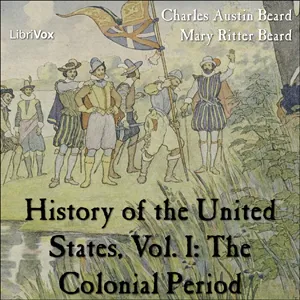 Charles Austin Beard
LibriVox
Mary Ritter Beard
History of the United
States, Vol. I: The
Colonial Period